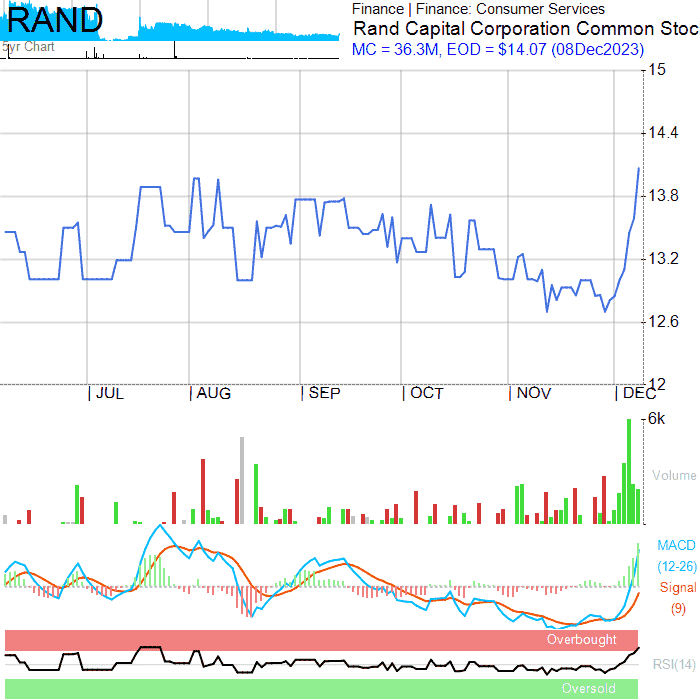 RAND
5yr Chart
Finance | Finance: Consumer Services
Rand Capital Corporation Common Stoc
MC = 36.3M, EOD = $14.07 (08Dec2023)
15
14.4
13.8
13.2
12.6
12
JUL AUG SEP OCT NOV DEC
6k
Volume
MACD
(12-26)
Signal
(9)
Overbought
RSI(14)
Oversold